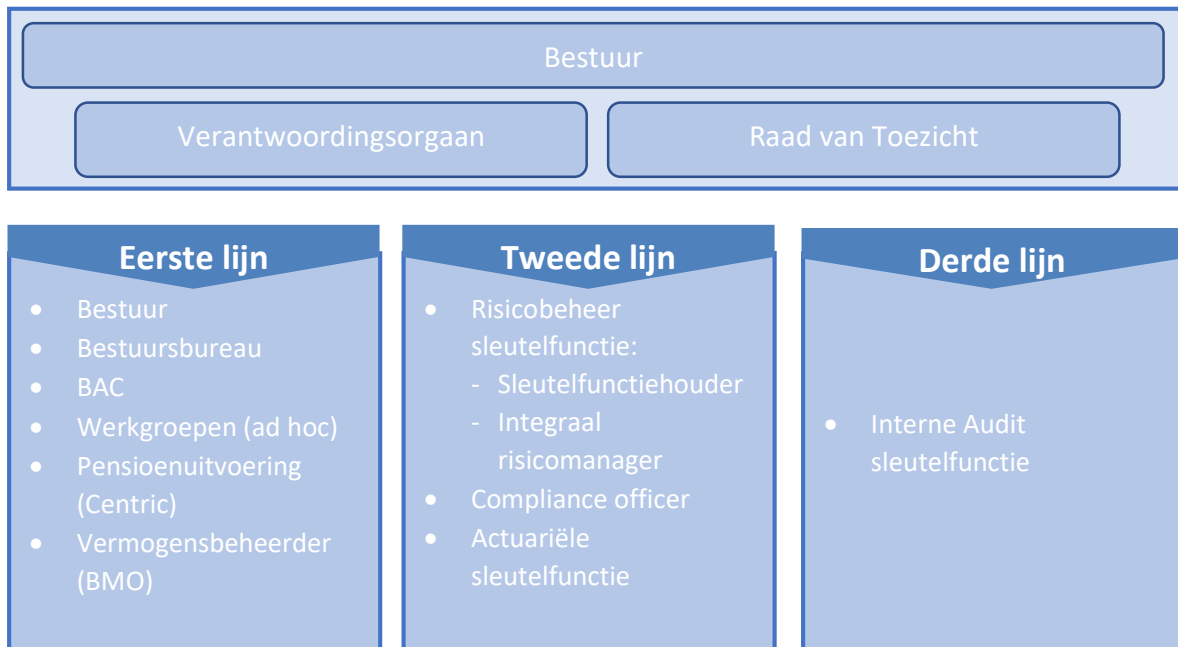 Bestuur
Verantwoordingsorgaan
Raad van Toezicht
Eerste lijn
• Bestuur
• Bestuursbureau
• BAC
• Werkgroepen (ad hoc)
• Pensioenuitvoering
(Centric)
• Vermogensbeheerder
(BMO)
Tweede lijn
• Risicobeheer
sleutelfunctie:
- Sleutelfunctiehouder
- Integraal
risicomanager
• Compliance officer
• Actuariële
sleutelfunctie
Derde lijn
• Interne Audit
sleutelfunctie